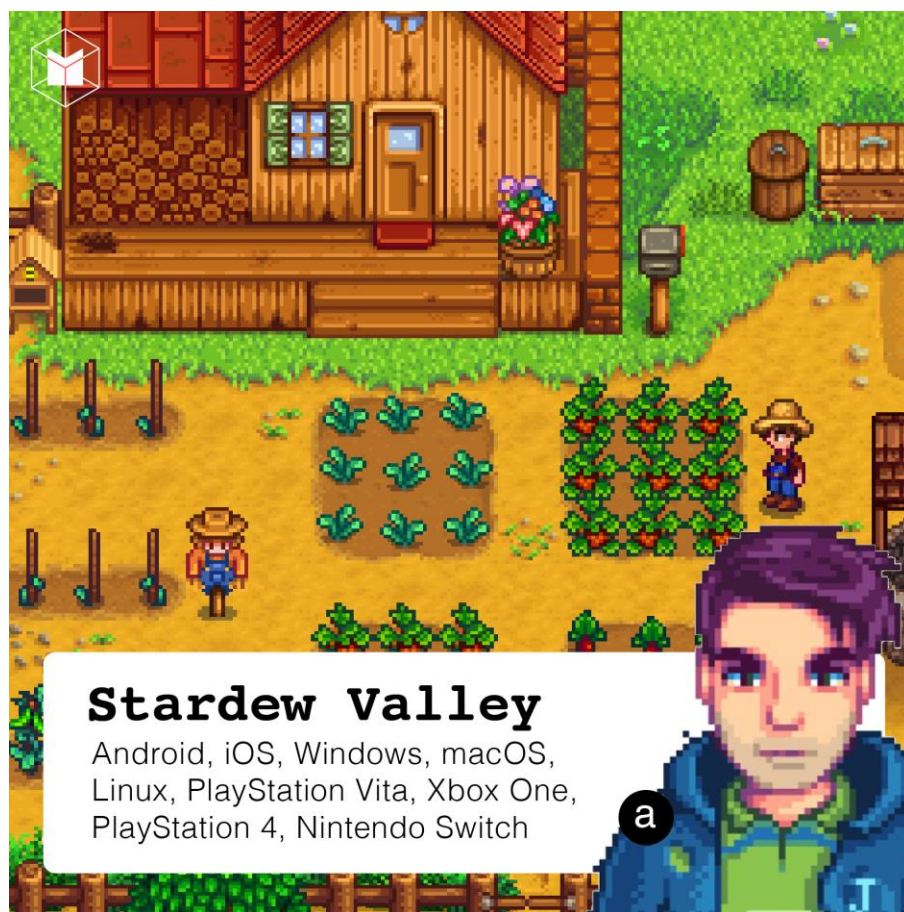 Stardew Valley
Android, iOS, Windows, macOS,
Linux, PlayStation Vita, Xbox One,
PlayStation 4, Nintendo Switch
a
.T